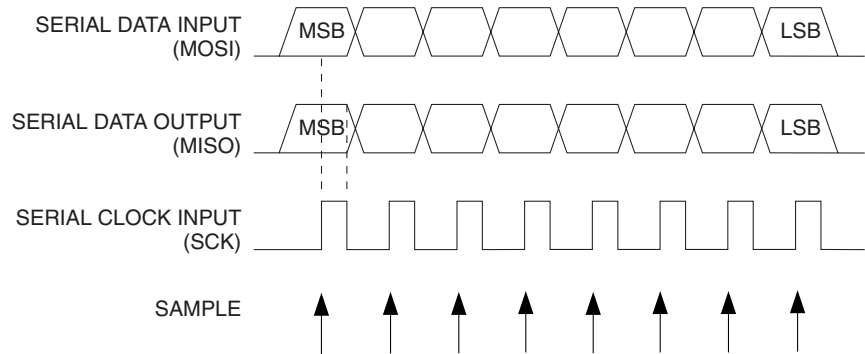 SERIAL DATA INPUT
(MOSI)
MSB
LSB
SERIAL DATA OUTPUT
(MISO)
MSB
LSB
SERIAL CLOCK INPUT
(SCK)
SAMPLE